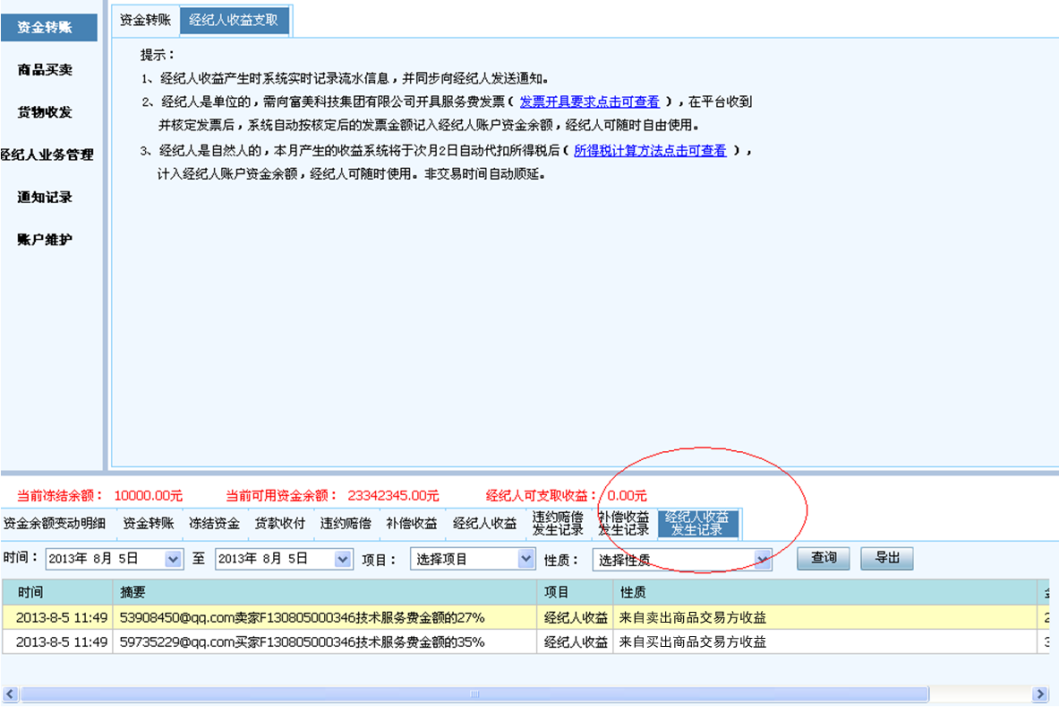 资金转账
商品买卖
货物收发
经纪人业务管理
通知记录
账户维护
资金转账 经纪人收益支取
提示：
1、经纪人收益产生时系统实时记录流水信息，并同步向经纪人发送通知。
2、经纪人是单位的，需向富美科技集团有限公司开具服务费发票（ 发票开具要求点击可查看 ），在平台收到
并核定发票后，系统自动按核定后的发票金额记入经纪人账户资金余额，经纪人可随时自由使用。
3、经纪人是自然人的，本月产生的收益系统将于次月2日自动代扣所得税后（ 所得税计算方法点击可查看 ），
计入经纪人账户资金余额，经纪人可随时使用。非交易时间自动顺延。
当前冻结余额： 10000.00元 当前可用资金余额： 23342345.00元 经纪人可支取收益： 0.00元
资金余额变动明细 资金转账 冻结资金 货款收付 违约赔偿 补偿收益 经纪人收益 违约赔偿发生记录 补偿收益发生记录 经纪人收益发生记录
时间： 2013年 8月 5日 至 2013年 8月 5日 项目： 选择项目 性质： 选择性质 查询 导出
时间 摘要 项目 性质
2013-8-5 11:49 53908450@qq.com卖家F130805000346技术服务费金额的27% 经纪人收益 来自卖出商品交易方收益
2013-8-5 11:49 59735229@qq.com买家F130805000346技术服务费金额的35% 经纪人收益 来自买出商品交易方收益